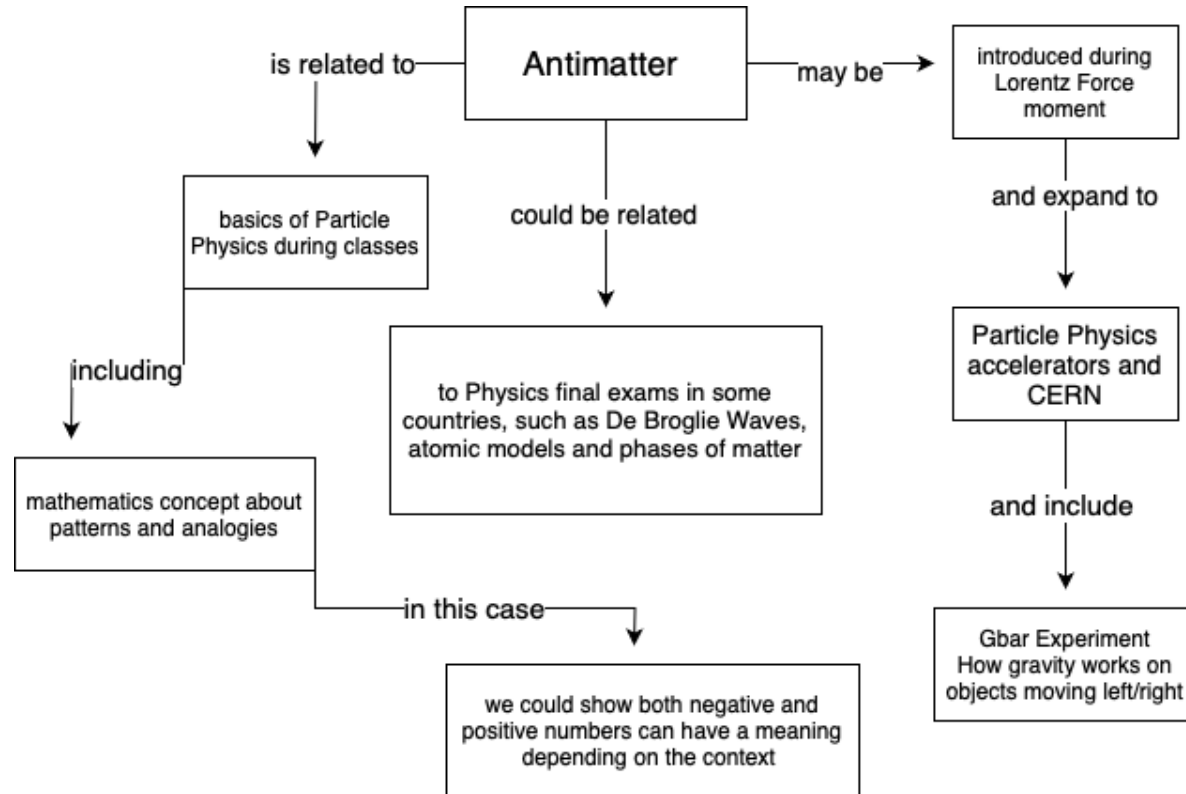 Antimatter
is related to
may be
introduced during
Lorentz Force
moment
basics of Particle
Physics during classes
could be related
and expand to
including
to Physics final exams in some
countries, such as De Broglie Waves,
atomic models and phases of matter
Particle Physics
accelerators and
CERN
mathematics concept about
patterns and analogies
and include
in this case
Gbar Experiment
How gravity works on
objects moving left/right
we could show both negative and
positive numbers can have a meaning
depending on the context